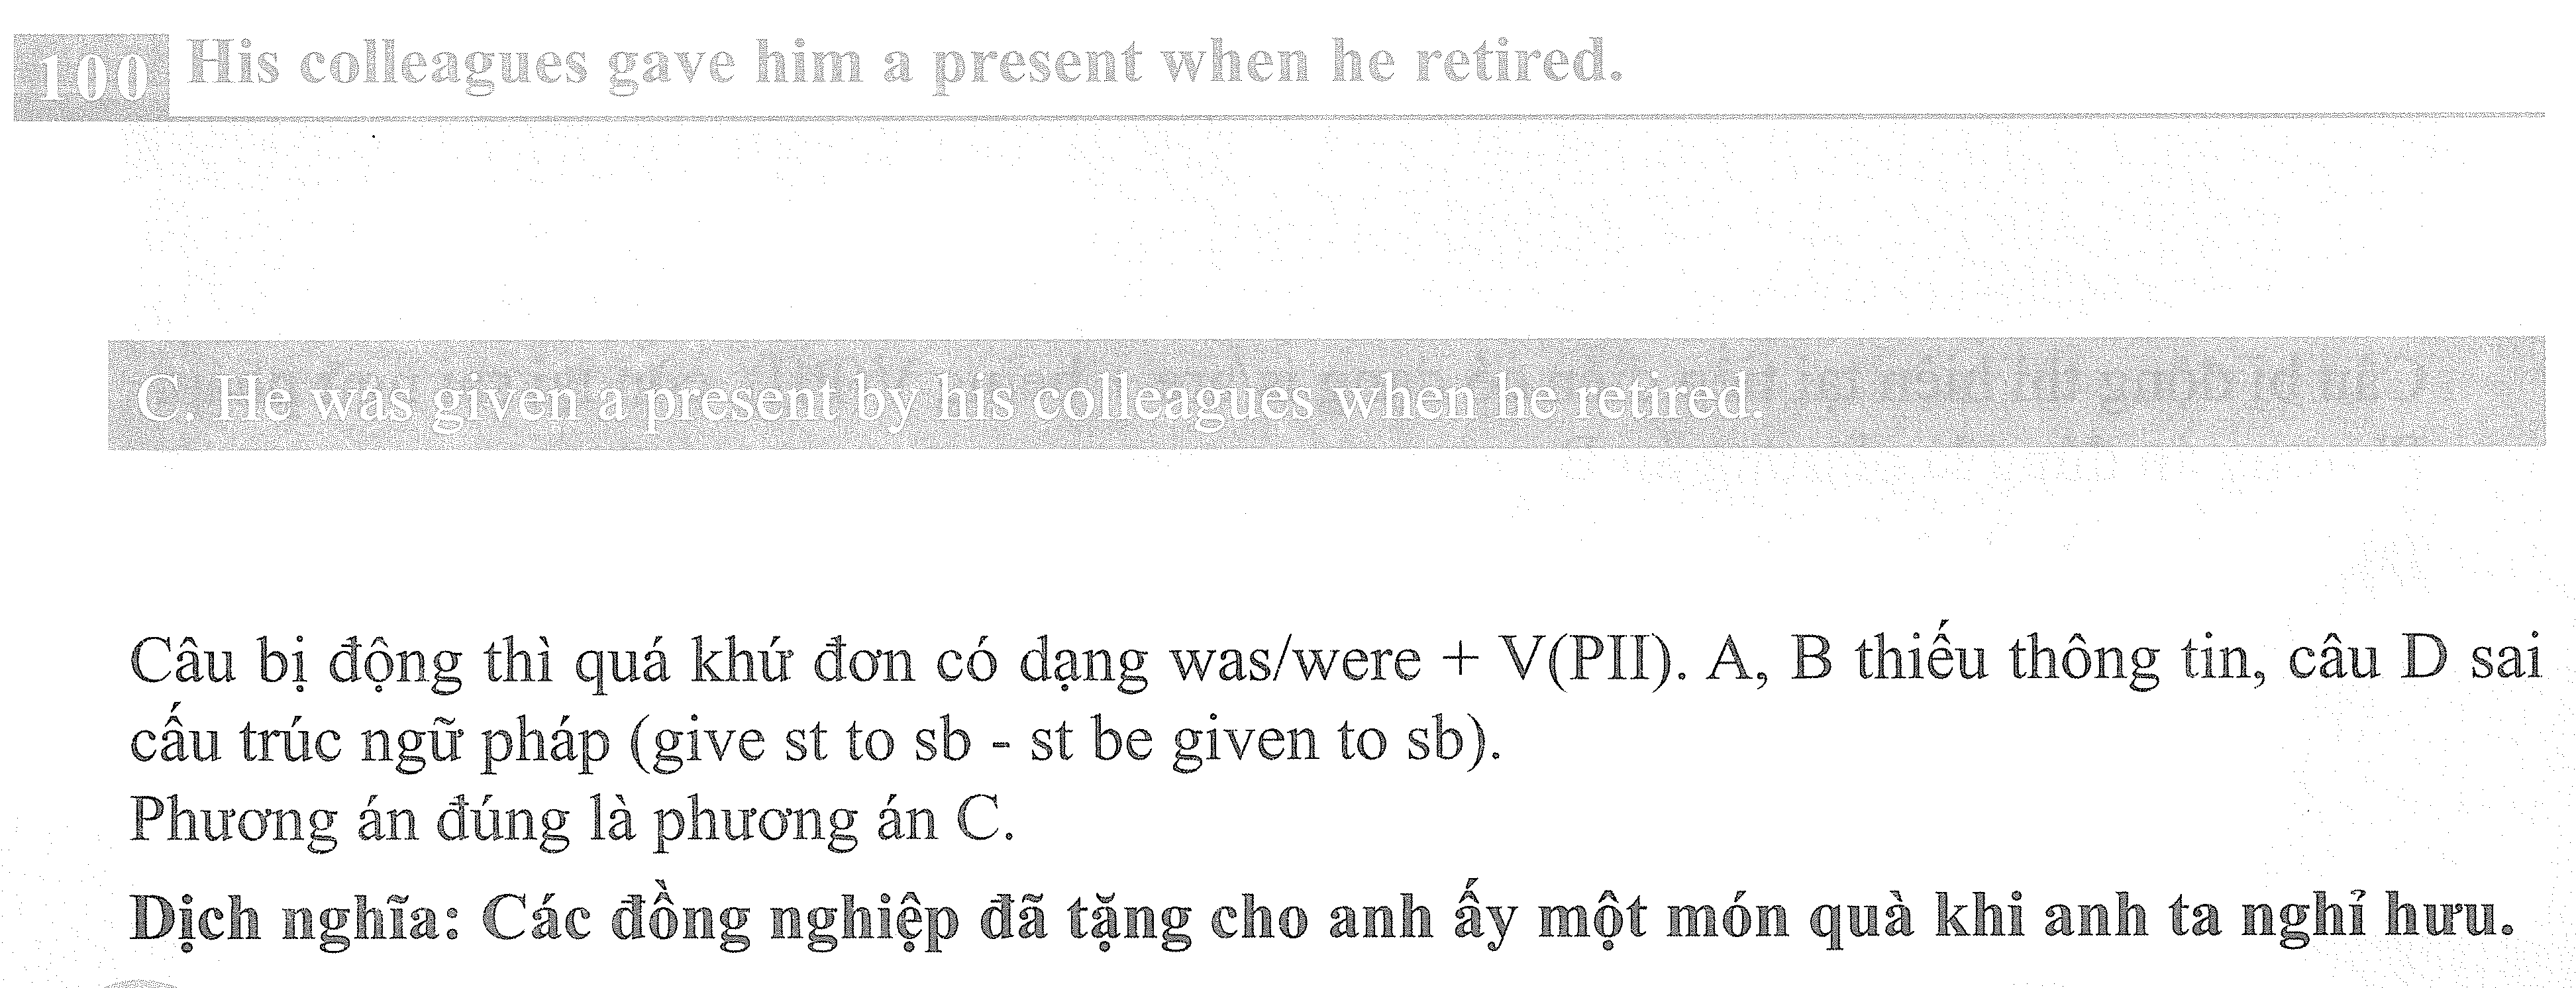 100 His colleagues gave him a present when he retired.
C. He was given a present by his colleagues when he retired.
Câu bị động thì quá khứ đơn có dạng was/were + V(PII). A, B thiếu thông tin, câu D sai
cấu trúc ngữ pháp (give st to sb - st be given to sb).
Phương án đúng là phương án C.
Dịch nghĩa: Các đồng nghiệp đã tặng cho anh ấy một món quà khi anh ta nghỉ hưu.